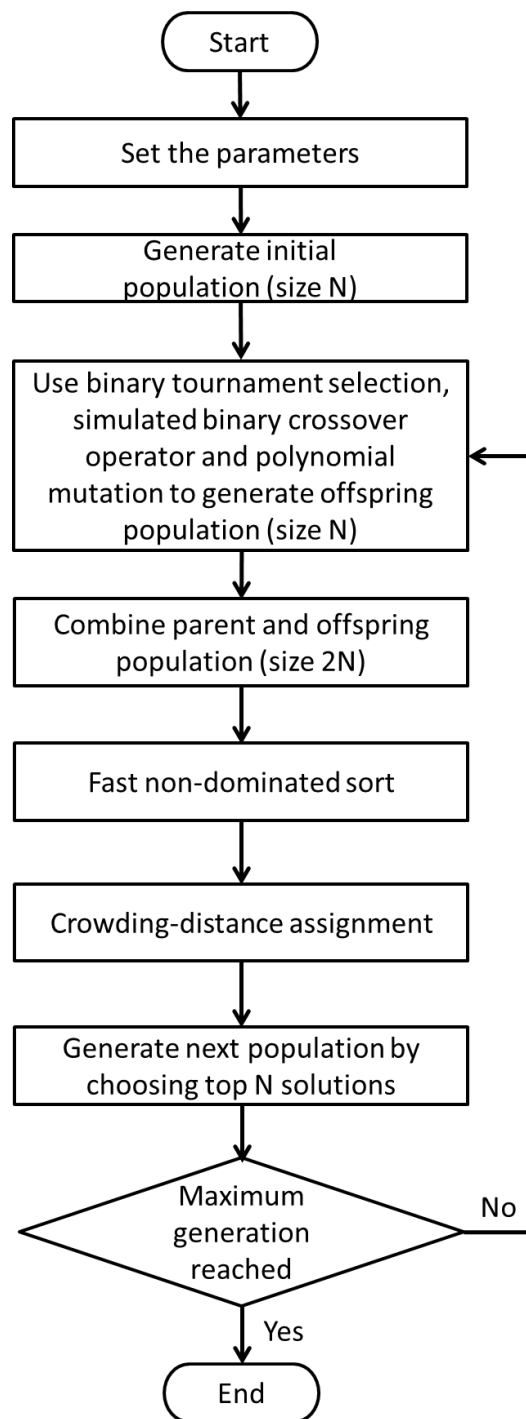 Start
Set the parameters
Generate initial
population (size N)
Use binary tournament selection,
simulated binary crossover
operator and polynomial
mutation to generate offspring
population (size N)
Combine parent and offspring
population (size 2N)
Fast non-dominated sort
Crowding-distance assignment
Generate next population by
choosing top N solutions
Maximum
generation
reached
No
Yes
End